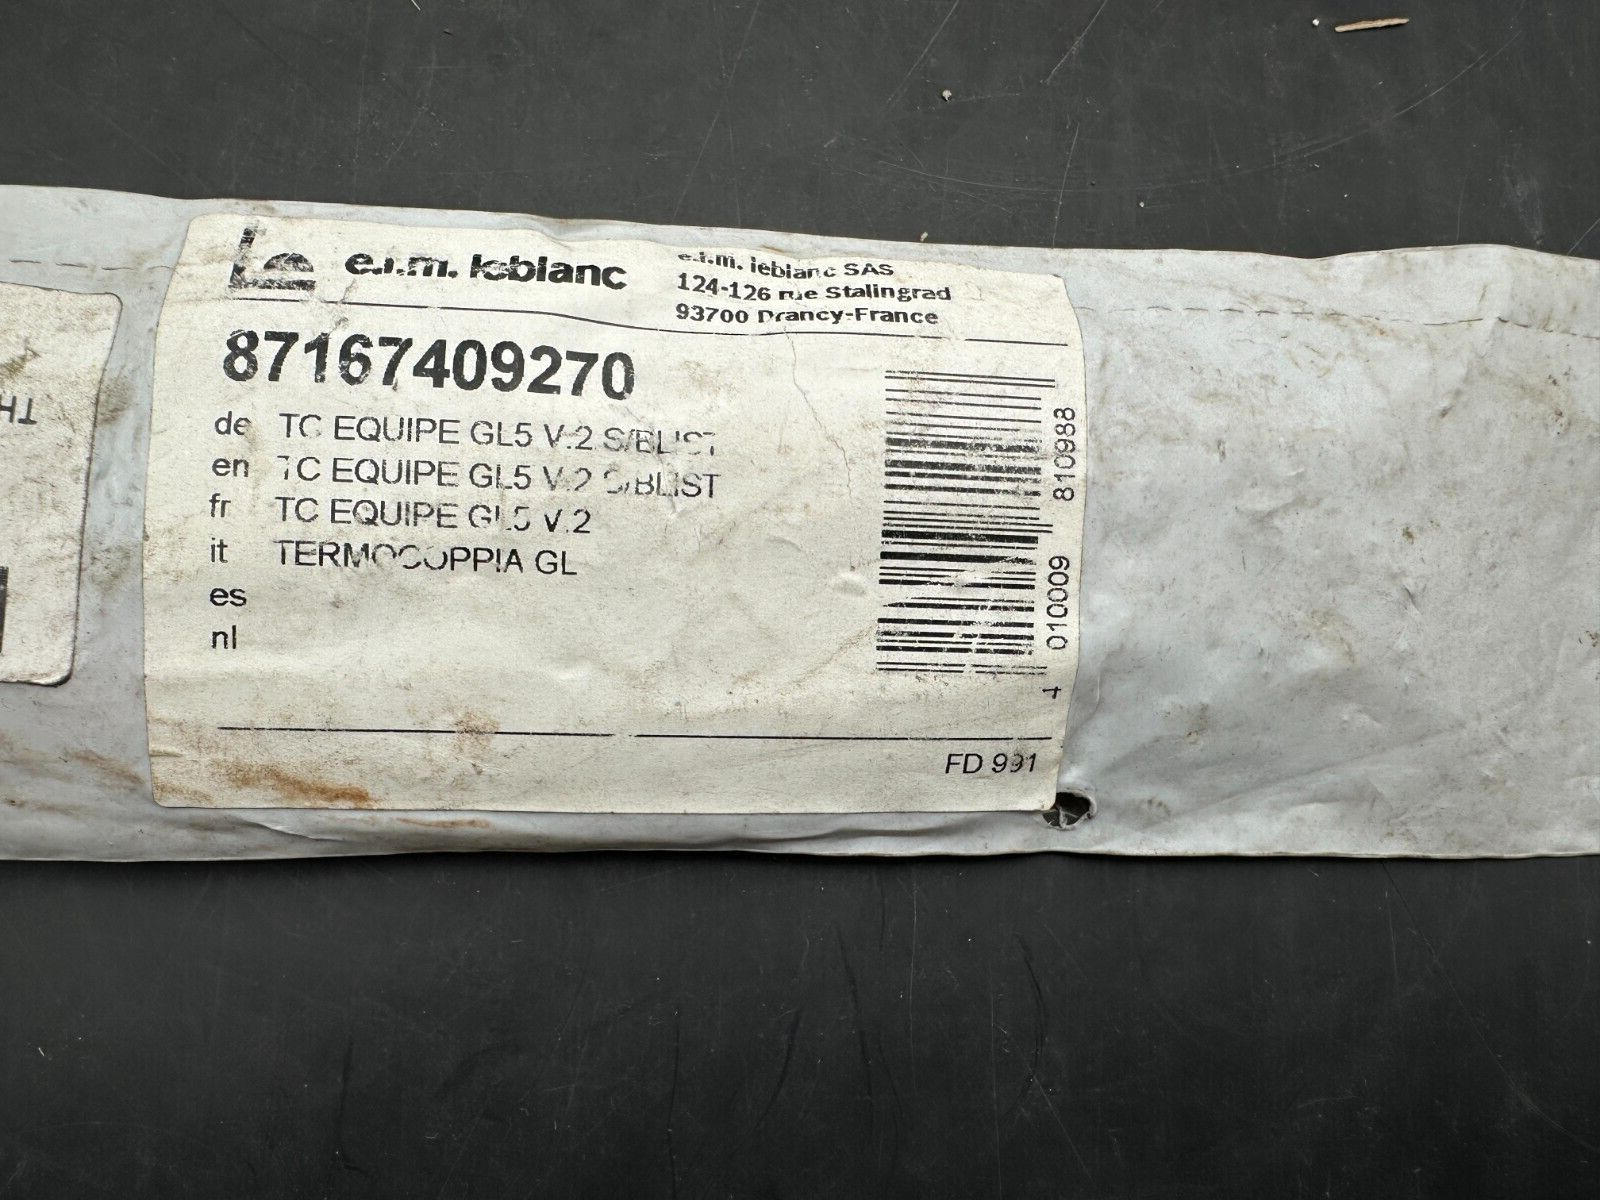 Le e.l.m. leblanc
e.l.m. leblanc SAS
124-126 rue Stalingrad
93700 Drancy-France
87167409270
de TC EQUIPE GL5 V.2 S/BLIST
en TC EQUIPE GL5 V.2 S/BLIST
fr TC EQUIPE GL5 V.2
it TERMOCOPPIA GL
es
nl
4 010009 810988
FD 991
TH